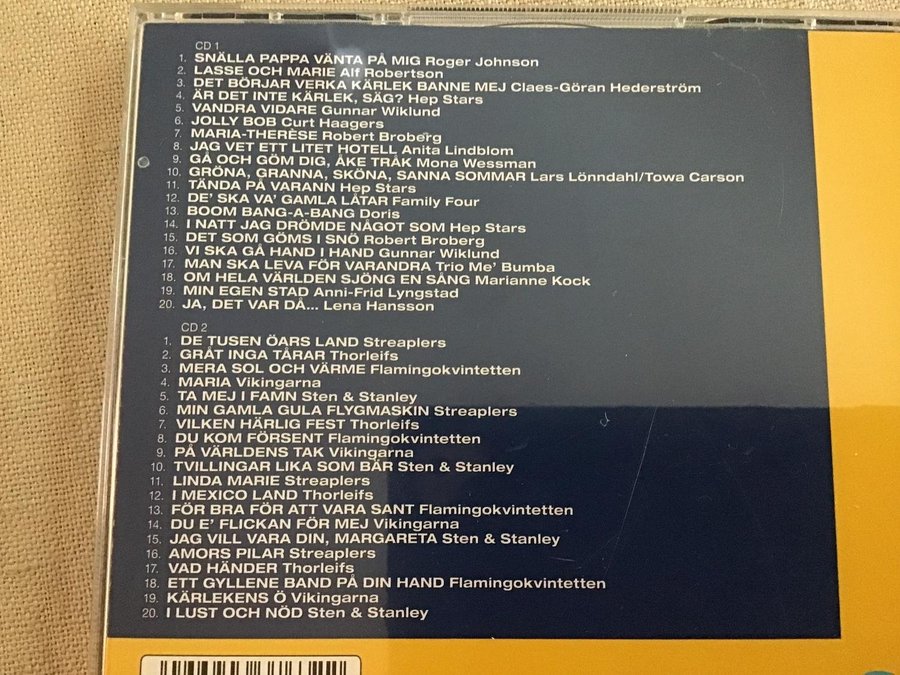 CD 1
1. SNÄLLA PAPPA VÄNTA PÅ MIG Roger Johnson
2. LASSE OCH MARIE Alf Robertson
3. DET BÖRJAR VERKA KÄRLEK BANNE MEJ Claes-Göran Hederström
4. ÄR DET INTE KÄRLEK, SÄG? Hep Stars
5. VANDRA VIDARE Gunnar Wiklund
6. JOLLY BOB Curt Haagers
7. MARIA-THERÈSE Robert Broberg
8. JAG VET ETT LITET HOTELL Anita Lindblom
9. GÅ OCH GÖM DIG, ÅKE TRÅK Mona Wessman
10. GRÖNA, GRANNA, SKÖNA, SANNA SOMMAR Lars Lönndahl/Towa Carson
11. TÄNDA PÅ VARANN Hep Stars
12. DE' SKA VA' GAMLA LÅTAR Family Four
13. BOOM BANG-A-BANG Doris
14. I NATT JAG DRÖMDE NÅGOT SOM Hep Stars
15. DET SOM GÖMS I SNÖ Robert Broberg
16. VI SKA GÅ HAND I HAND Gunnar Wiklund
17. MAN SKA LEVA FÖR VARANDRA Trio Me' Bumba
18. OM HELA VÄRLDEN SJÖNG EN SÅNG Marianne Kock
19. MIN EGEN STAD Anni-Frid Lyngstad
20. JA, DET VAR DÅ... Lena Hansson
CD 2
1. DE TUSEN ÖARS LAND Streaplers
2. GRÅT INGA TÅRAR Thorleifs
3. MERA SOL OCH VÄRME Flamingokvintetten
4. MARIA Vikingarna
5. TA MEJ I FAMN Sten & Stanley
6. MIN GAMLA GULA FLYGMASKIN Streaplers
7. VILKEN HÄRLIG FEST Thorleifs
8. DU KOM FÖRSENT Flamingokvintetten
9. PÅ VÄRLDENS TAK Vikingarna
10. TVILLINGAR LIKA SOM BÄR Sten & Stanley
11. LINDA MARIE Streaplers
12. I MEXICO LAND Thorleifs
13. FÖR BRA FÖR ATT VARA SANT Flamingokvintetten
14. DU E' FLICKAN FÖR MEJ Vikingarna
15. JAG VILL VARA DIN, MARGARETA Sten & Stanley
16. AMORS PILAR Streaplers
17. VAD HÄNDER Thorleifs
18. ETT GYLLENE BAND PÅ DIN HAND Flamingokvintetten
19. KÄRLEKENS Ö Vikingarna
20. I LUST OCH NÖD Sten & Stanley